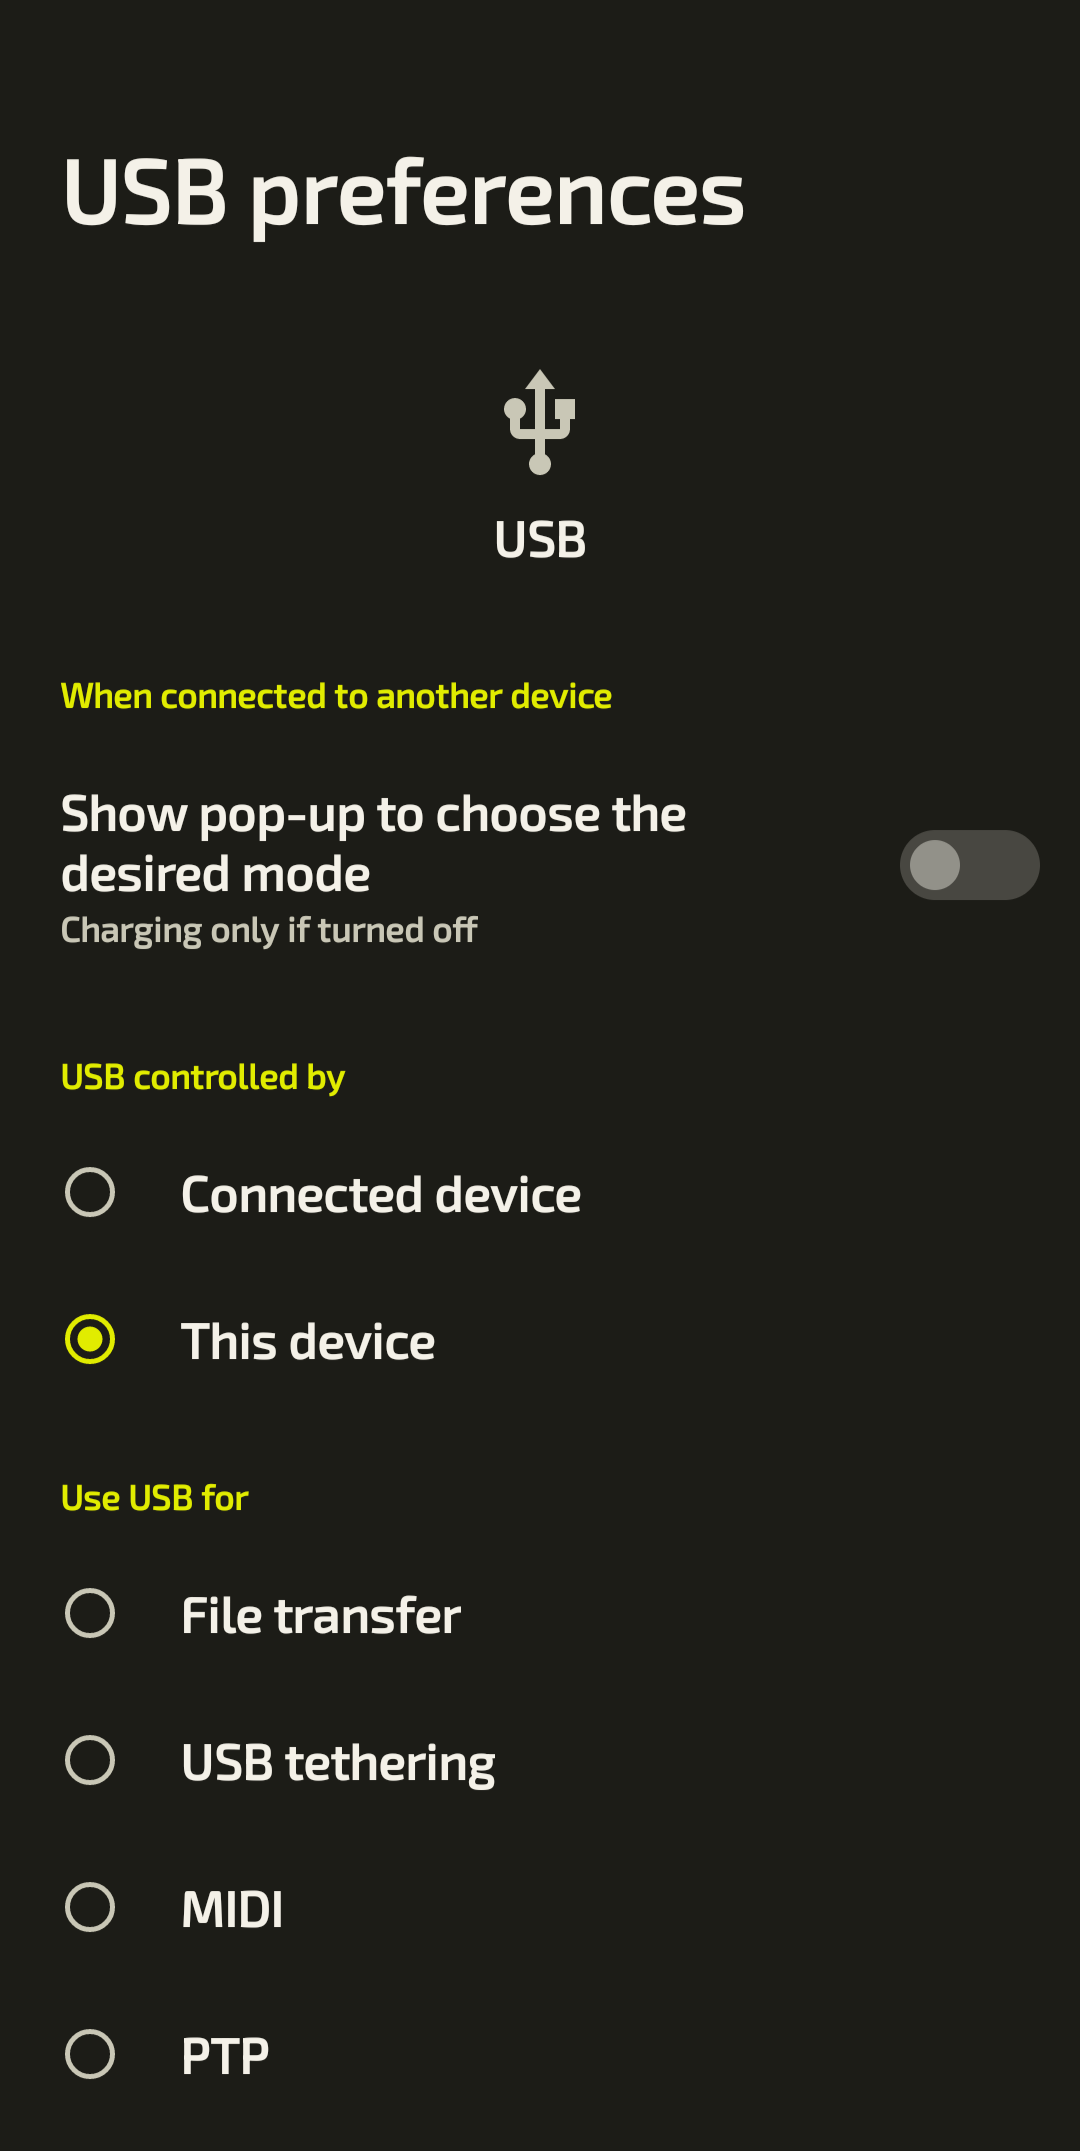 USB preferences
USB
When connected to another device
Show pop-up to choose the
desired mode
Charging only if turned off
USB controlled by
Connected device
This device
Use USB for
File transfer
USB tethering
MIDI
PTP